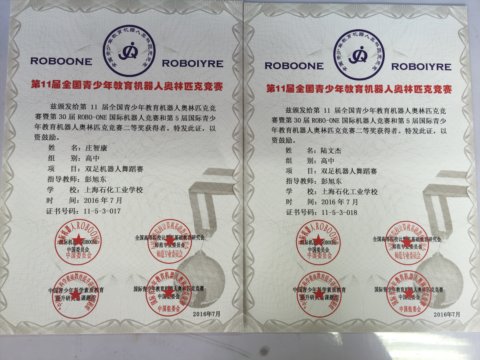 ROBOONE ROBOIYRE
第11届全国青少年教育机器人奥林匹克竞赛
兹颁发给第 11 届全国青少年教育机器人奥林匹克竞
赛暨第30届ROBO-ONE国际机器人竞赛和第5届国际青少
年教育机器人奥林匹克竞赛二等奖获得者,特发此证,以
资鼓励。
姓 名:庄智康
组 别:高中
项 目:双足机器人舞蹈赛
指导教师:彭旭东
学 校:上海石化工业学校
时 间:2016年7月
证书号码:11-5-3-017
中国组委会
2016年7月
ROBOONE ROBOIYRE
第11届全国青少年教育机器人奥林匹克竞赛
兹颁发给第 11 届全国青少年教育机器人奥林匹克竞
赛暨第30届ROBO-ONE国际机器人竞赛和第5届国际青少
年教育机器人奥林匹克竞赛二等奖获得者,特发此证,以
资鼓励。
姓 名:陆文杰
组 别:高中
项 目:双足机器人舞蹈赛
指导教师:彭旭东
学 校:上海石化工业学校
时 间:2016年7月
证书号码:11-5-3-018
中国组委会
2016年7月